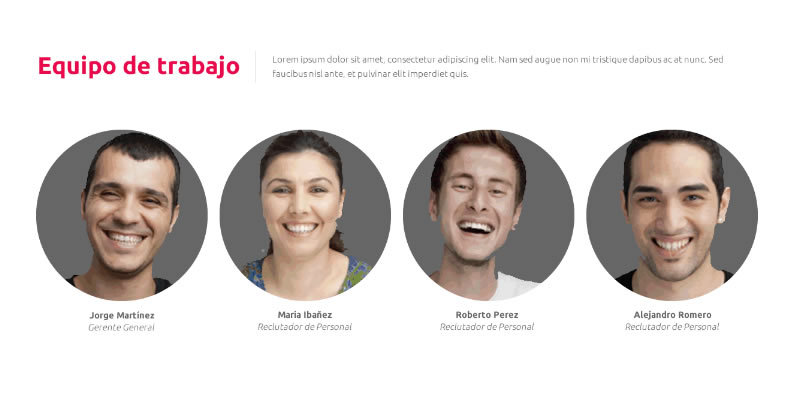 Equipo de trabajo
Lorem ipsum dolor sit amet, consectetur adipiscing elit. Nam sed augue non mi tristique dapibus ac at nunc. Sed
faucibus nisl ante, et pulvinar elit imperdiet quis.
Jorge Martinez
Gerente General
Maria Ibañez
Reclutador de Personal
Roberto Perez
Reclutador de Personal
Alejandro Romero
Reclutador de Personal